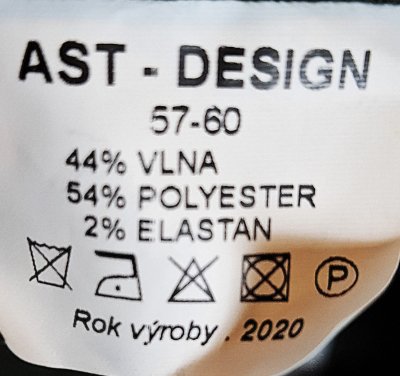 AST - DESIGN
57-60
44% VLNA
54% POLYESTER
2% ELASTAN
P
Rok výroby . 2020